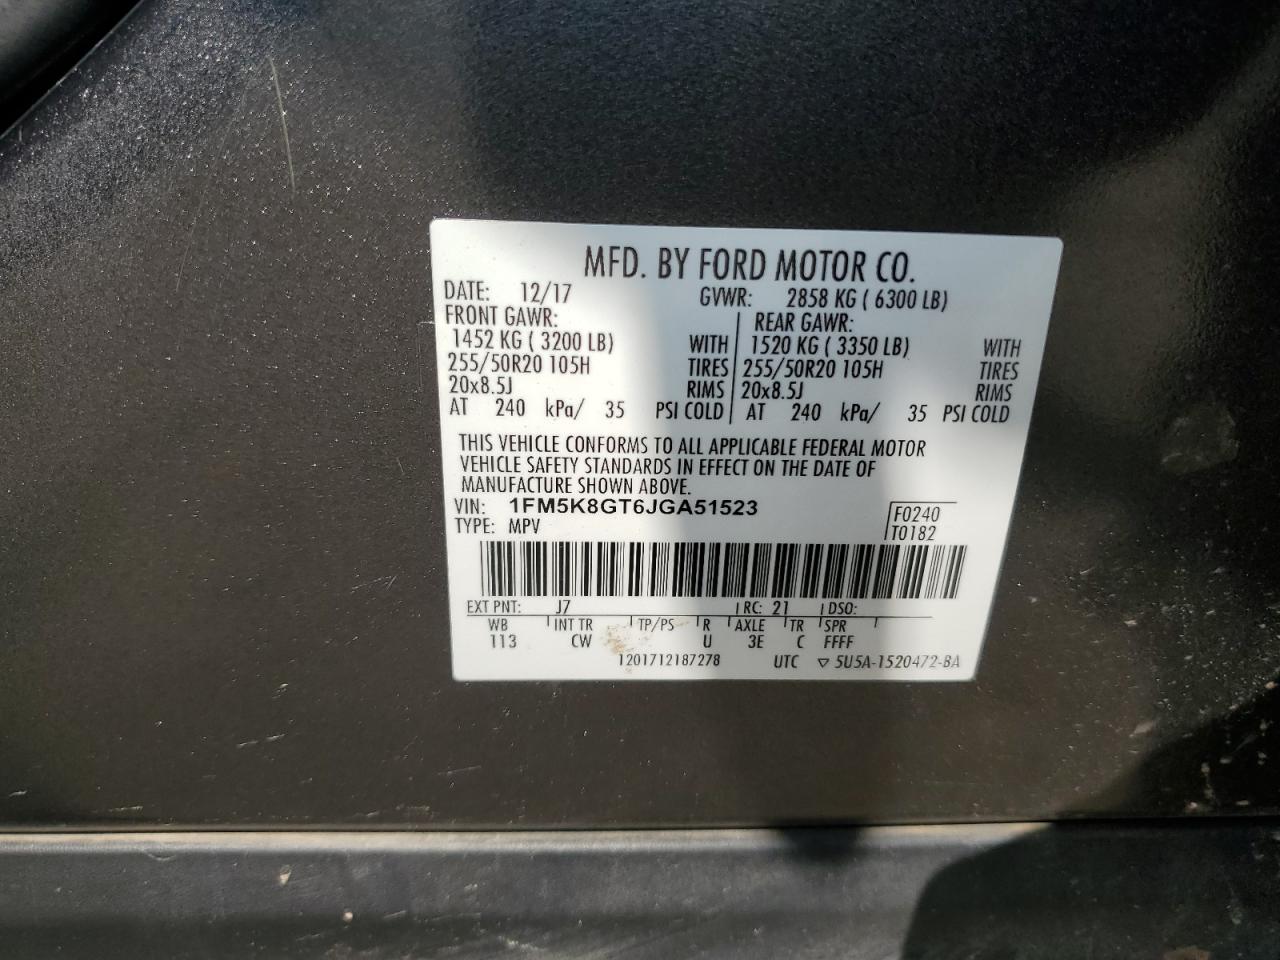 MFD. BY FORD MOTOR CO.
DATE: 12/17 GVWR: 2858 KG ( 6300 LB)
FRONT GAWR: REAR GAWR:
1452 KG ( 3200 LB) WITH 1520 KG ( 3350 LB) WITH
255/50R20 105H TIRES 255/50R20 105H TIRES
20x8.5J RIMS 20x8.5J RIMS
AT 240 kPa/ 35 PSI COLD AT 240 kPa/ 35 PSI COLD
THIS VEHICLE CONFORMS TO ALL APPLICABLE FEDERAL MOTOR
VEHICLE SAFETY STANDARDS IN EFFECT ON THE DATE OF
MANUFACTURE SHOWN ABOVE.
VIN: 1FM5K8GT6JGA51523 F0240
TYPE: MPV T0182
EXT PNT: J7 RC: 21 DSO:
WB INT TR TP/PS R AXLE TR SPR
113 CW U 3E C FFFF
1201712187278 UTC ▽ 5U5A-1520472-BA